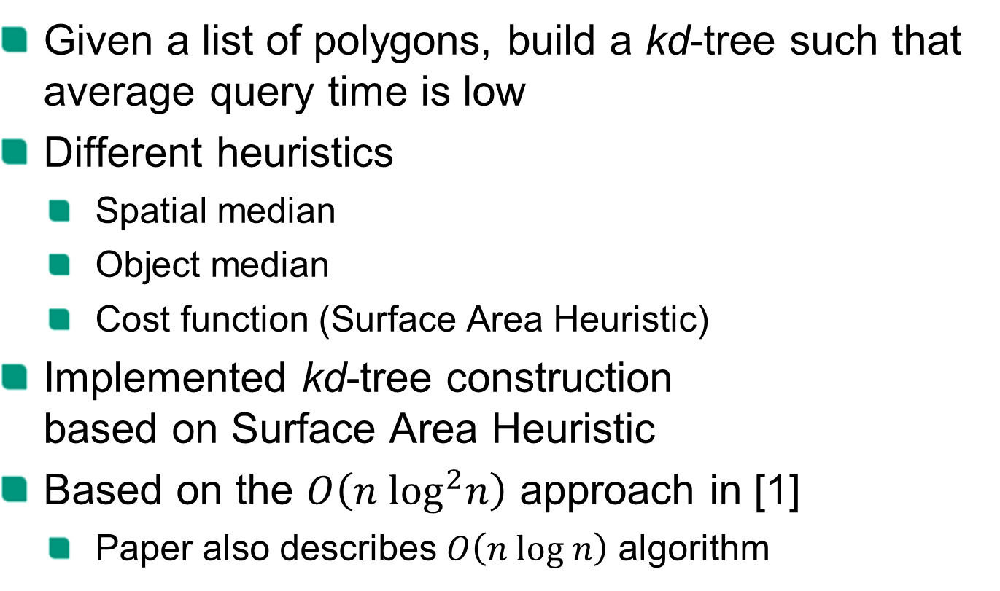 Given a list of polygons, build a kd-tree such that
average query time is low
Different heuristics
Spatial median
Object median
Cost function (Surface Area Heuristic)
Implemented kd-tree construction
based on Surface Area Heuristic
Based on the O(n log²n) approach in [1]
Paper also describes O(n log n) algorithm